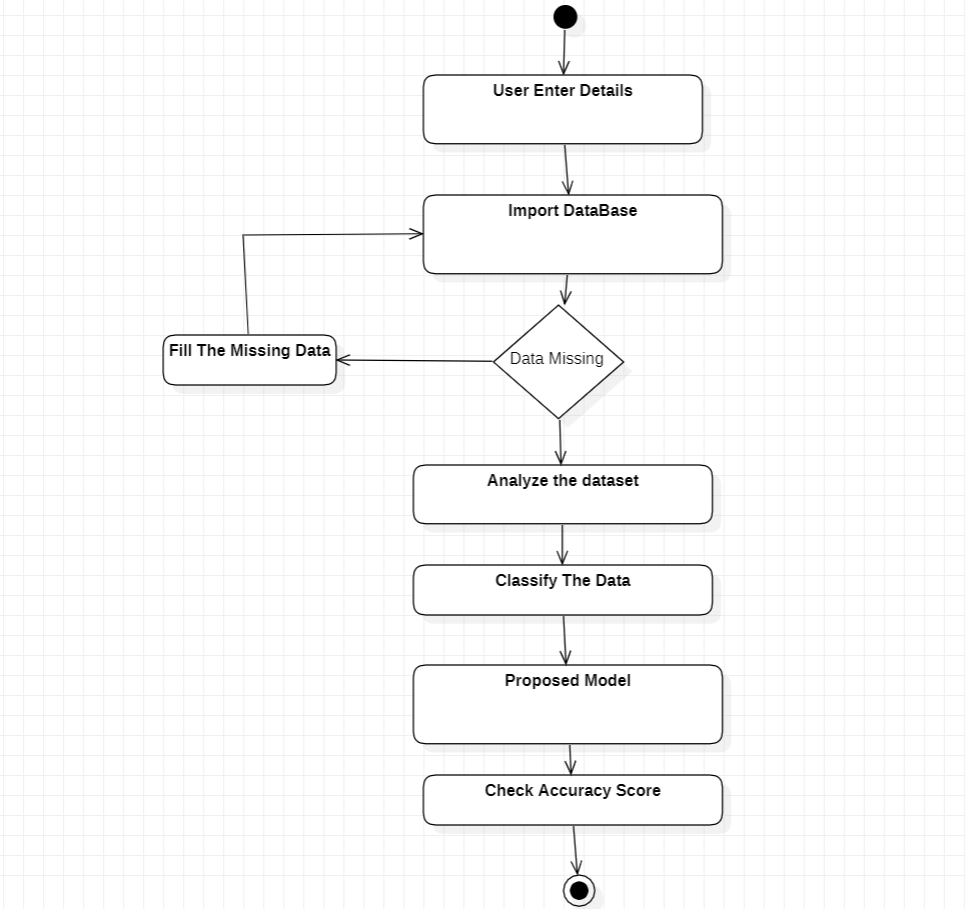 User Enter Details
Import DataBase
Fill The Missing Data
Data Missing
Analyze the dataset
Classify The Data
Proposed Model
Check Accuracy Score